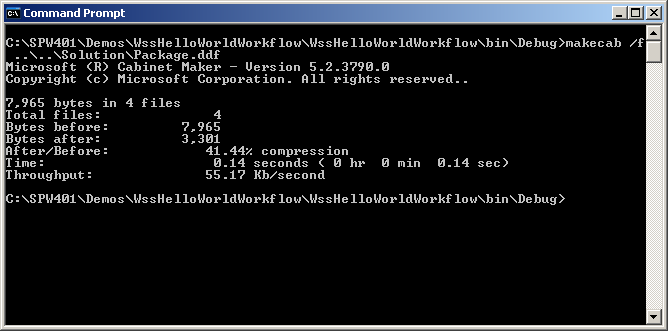 Command Prompt
C:\SPW401\Demos\WssHelloWorldWorkflow\WssHelloWorldWorkflow\bin\Debug>makecab /f
..\..\Solution\Package.ddf
Microsoft (R) Cabinet Maker - Version 5.2.3790.0
Copyright (c) Microsoft Corporation. All rights reserved..
7,965 bytes in 4 files
Total files: 4
Bytes before: 7,965
Bytes after: 3,301
After/Before: 41.44% compression
Time: 0.14 seconds ( 0 hr 0 min 0.14 sec)
Throughput: 55.17 Kb/second
C:\SPW401\Demos\WssHelloWorldWorkflow\WssHelloWorldWorkflow\bin\Debug>